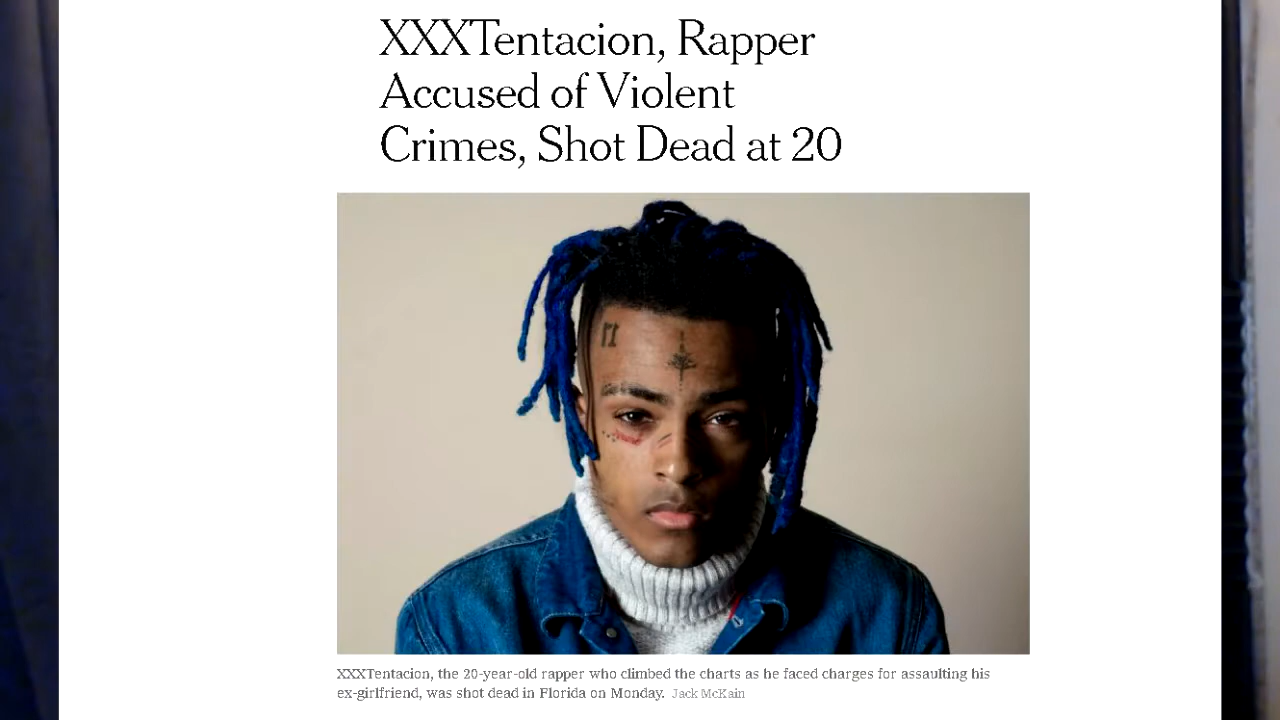 XXXTentacion, Rapper
Accused of Violent
Crimes, Shot Dead at 20
XXXTentacion, the 20-year-old rapper who climbed the charts as he faced charges for assaulting his
ex-girlfriend, was shot dead in Florida on Monday. Jack McKain